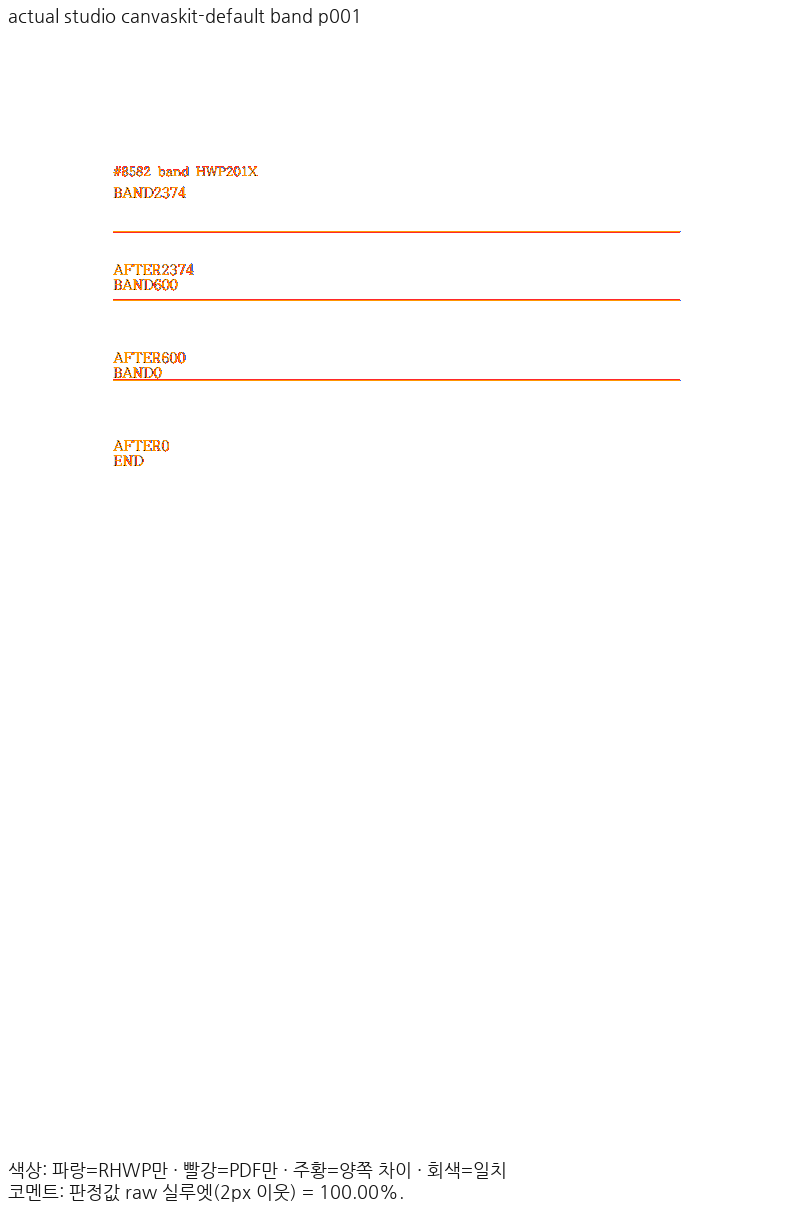 actual studio canvaskit-default band p001
#3582 band HWP201X
BAND2374
AFTER2374
BAND600
AFTER600
BAND0
AFTER0
END
색상: 파랑=RHWP만 · 빨강=PDF만 · 주황=양쪽 차이 · 회색=일치
코멘트: 판정값 raw 실루엣(2px 이웃) = 100.00%.